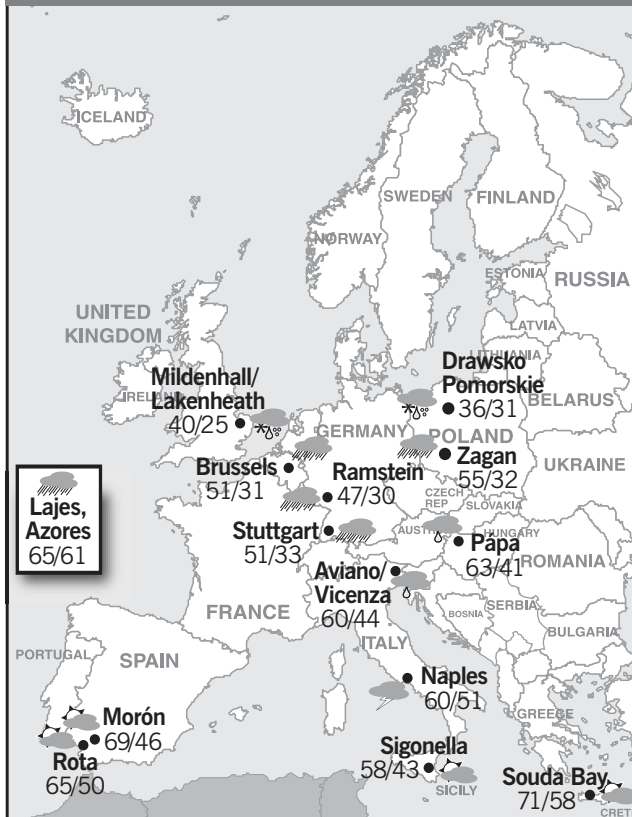 ICELAND
SWEDEN
FINLAND
NORWAY
ESTONIA
RUSSIA
LATVIA
UNITED
KINGDOM
LITHUANIA
Drawsko
Pomorskie
36/31
BELARUS
Mildenhall/
Lakenheath
40/25
IRELAND
GERMANY
POLAND
Zagan
55/32
Brussels
51/31
Ramstein
47/30
UKRAINE
CZECH
REP
SLOVAKIA
Lajes,
Azores
65/61
Stuttgart
51/33
AUSTRIA
HUNGARY
Pápa
63/41
ROMANIA
Aviano/
Vicenza
60/44
FRANCE
BOSNIA
SERBIA
BULGARIA
ITALY
PORTUGAL
SPAIN
Naples
60/51
GREECE
Morón
69/46
Rota
65/50
Sigonella
58/43
SICILY
Souda Bay
71/58
CRETE